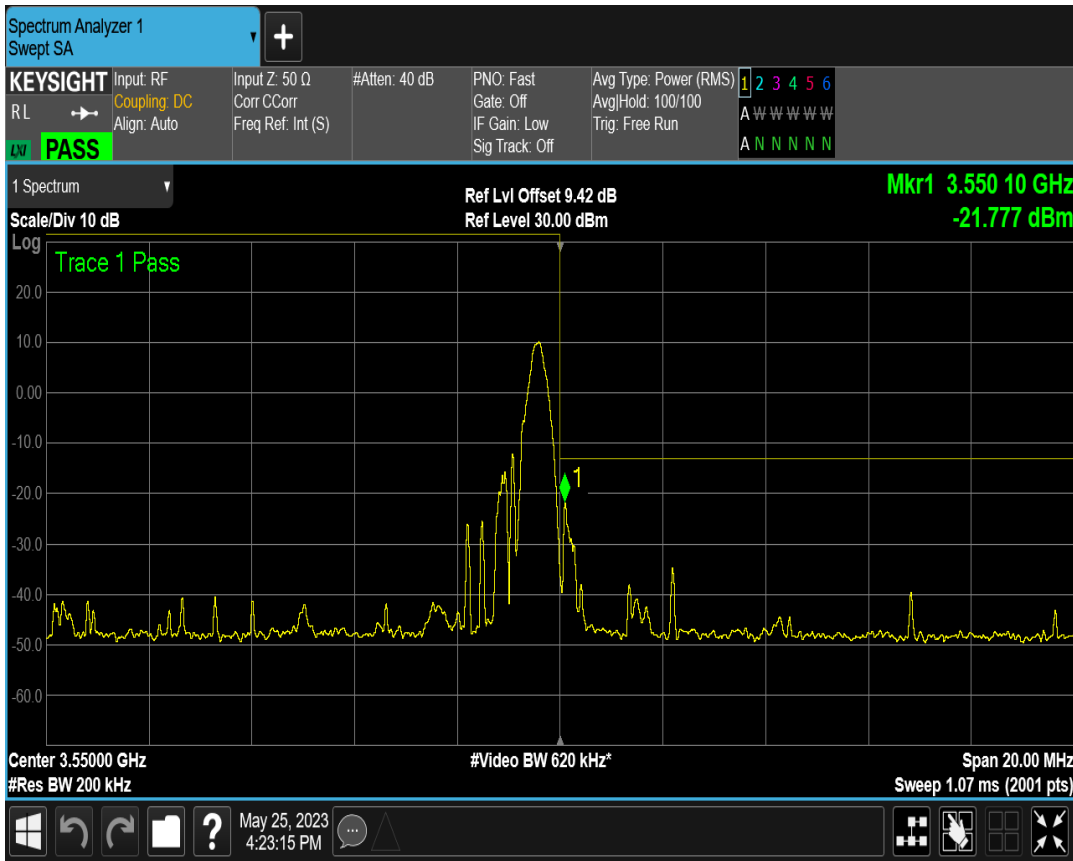 Spectrum Analyzer 1
Swept SA
+
KEYSIGHT
RL
LXI
PASS
Input: RF
Coupling: DC
Align: Auto
Input Z: 50 Ω
Corr CCorr
Freq Ref: Int (S)
#Atten: 40 dB
PNO: Fast
Gate: Off
IF Gain: Low
Sig Track: Off
Avg Type: Power (RMS)
Avg|Hold: 100/100
Trig: Free Run
1 2 3 4 5 6
A W W W W W
A N N N N N
1 Spectrum
Scale/Div 10 dB
Ref Lvl Offset 9.42 dB
Ref Level 30.00 dBm
Mkr1 3.550 10 GHz
-21.777 dBm
Log
Trace 1 Pass
20.0
10.0
0.00
-10.0
1
-20.0
-30.0
-40.0
-50.0
-60.0
Center 3.55000 GHz
#Video BW 620 kHz*
Span 20.00 MHz
#Res BW 200 kHz
Sweep 1.07 ms (2001 pts)
?
May 25, 2023
4:23:15 PM